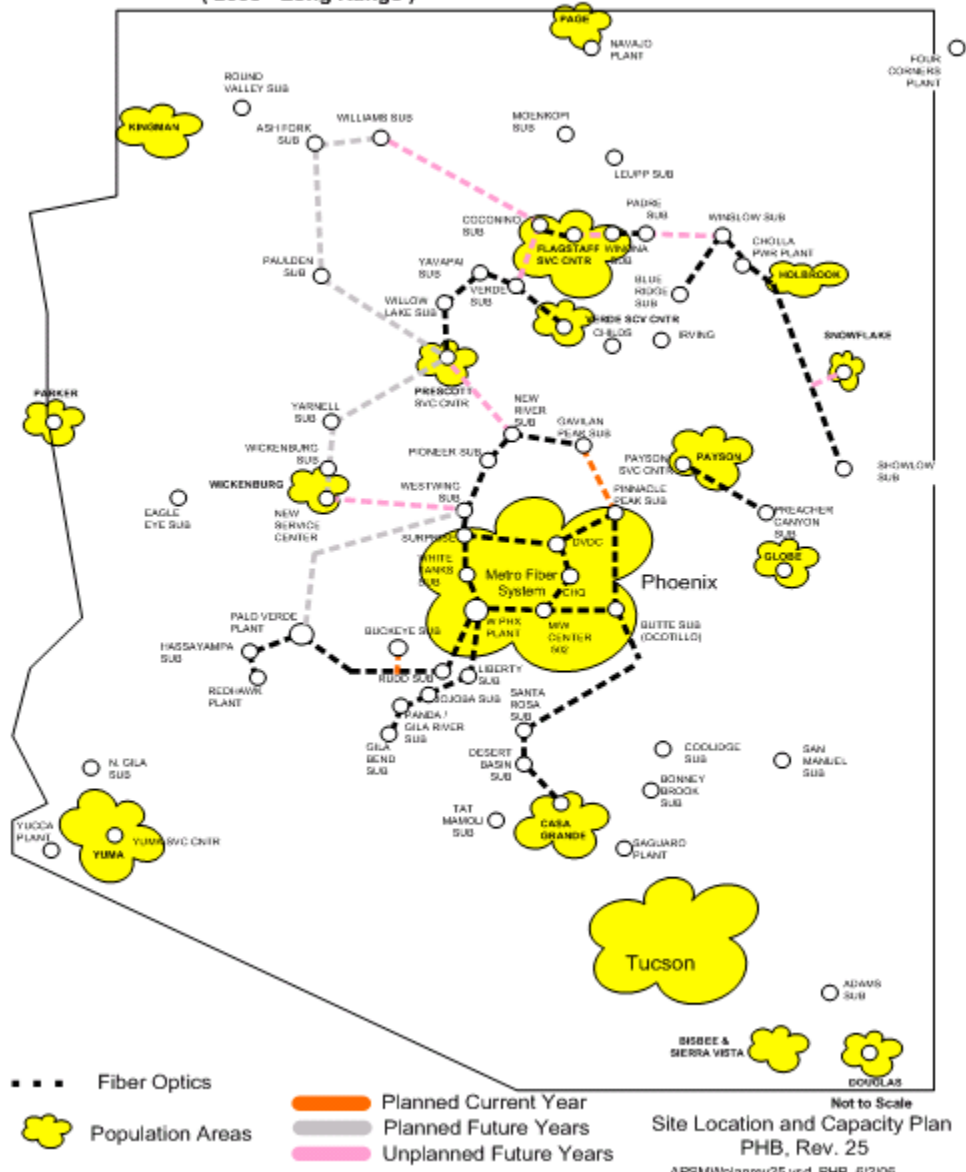 PAGE
NAVAJO
PLANT
FOUR
CORNERS
PLANT
ROUND
VALLEY SUB
KINGMAN
ASH FORK
SUB
WILLIAMS SUB
MOENKOPI
SUB
LEUPP SUB
COCONINO
SUB
FLAGSTAFF
SVC CNTR
WINONA
SUB
PADRE
SUB
WINSLOW SUB
CHOLLA
PWR PLANT
HOLBROOK
PAULDEN
SUB
YAVAPAI
SUB
VERDE
SUB
WILLOW
LAKE SUB
BLUE
RIDGE
SUB
VERDE SCV CNTR
CHILDS
IRVING
SNOWFLAKE
PRESCOTT
SVC CNTR
PARKER
YARNELL
SUB
NEW
RIVER
SUB
GAVILAN
PEAK SUB
WICKENBURG
SUB
PIONEER SUB
PAYSON
SVC CNTR
PAYSON
SHOWLOW
SUB
WICKENBURG
WESTWING
SUB
PINNACLE
PEAK SUB
EAGLE
EYE SUB
NEW
SERVICE
CENTER
PREACHER
CANYON
SUB
SURPRISE
DVDC
GLOBE
WHITE
TANKS
SUB
Metro Fiber
System
CHQ
Phoenix
PALO VERDE
PLANT
BUCKEYE SUB
W PHX
PLANT
M/W
CENTER
502
BUTTE SUB
(OCOTILLO)
HASSAYAMPA
SUB
RUDD SUB
LIBERTY
SUB
REDHAWK
PLANT
JOJOBA SUB
SANTA
ROSA
SUB
PANDA /
GILA RIVER
SUB
GILA
BEND
SUB
DESERT
BASIN
SUB
COOLIDGE
SUB
SAN
MANUEL
SUB
N. GILA
SUB
BONNEY
BROOK
SUB
YUCCA
PLANT
YUMA SVC CNTR
YUMA
TAT
MAMOLI
SUB
CASA
GRANDE
SAGUARO
PLANT
Tucson
ADAMS
SUB
BISBEE &
SIERRA VISTA
DOUGLAS
Fiber Optics
Population Areas
Planned Current Year
Planned Future Years
Unplanned Future Years
Not to Scale
Site Location and Capacity Plan
PHB, Rev. 25